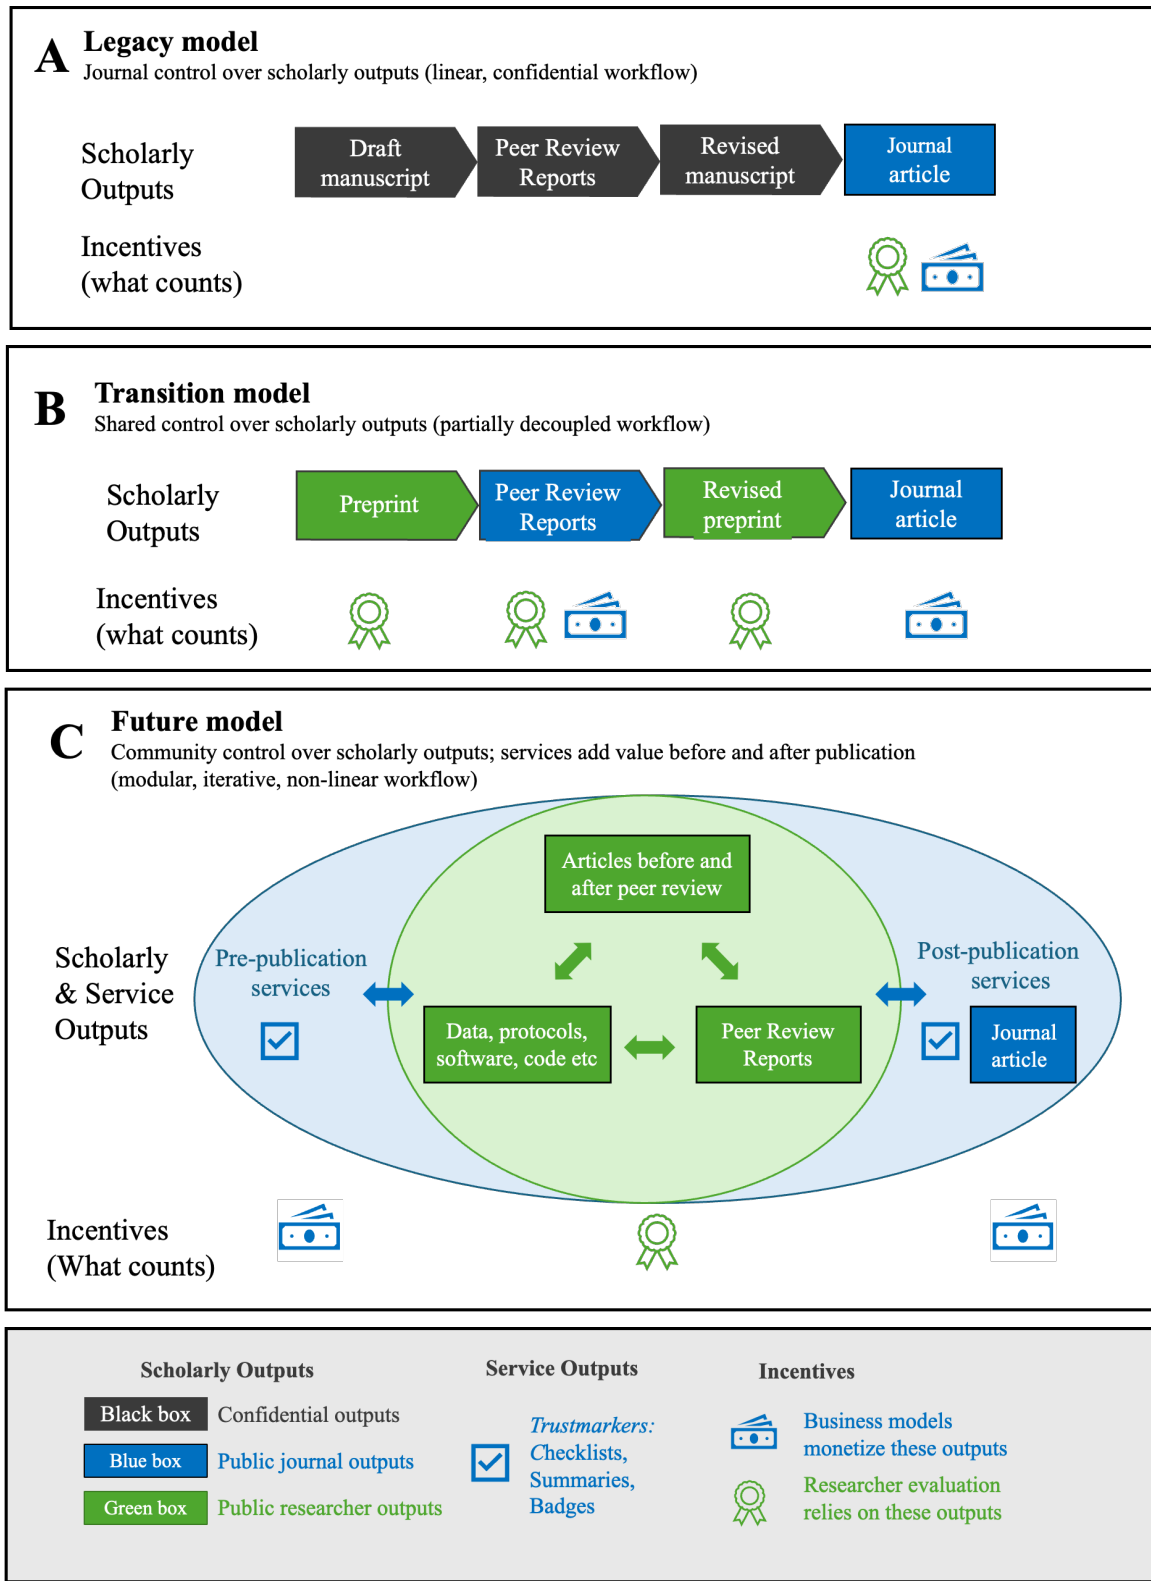 A
Legacy model
Journal control over scholarly outputs (linear, confidential workflow)
Scholarly
Outputs
Draft
manuscript
Peer Review
Reports
Revised
manuscript
Journal
article
Incentives
(what counts)
B
Transition model
Shared control over scholarly outputs (partially decoupled workflow)
Scholarly
Outputs
Preprint
Peer Review
Reports
Revised
preprint
Journal
article
Incentives
(what counts)
C
Future model
Community control over scholarly outputs; services add value before and after publication
(modular, iterative, non-linear workflow)
Scholarly
& Service
Outputs
Pre-publication
services
Articles before and
after peer review
Data, protocols,
software, code etc
Peer Review
Reports
Post-publication
services
Journal
article
Incentives
(What counts)
Scholarly Outputs
Black box
Confidential outputs
Blue box
Public journal outputs
Green box
Public researcher outputs
Service Outputs
Trustmarkers:
Checklists,
Summaries,
Badges
Incentives
Business models
monetize these outputs
Researcher evaluation
relies on these outputs